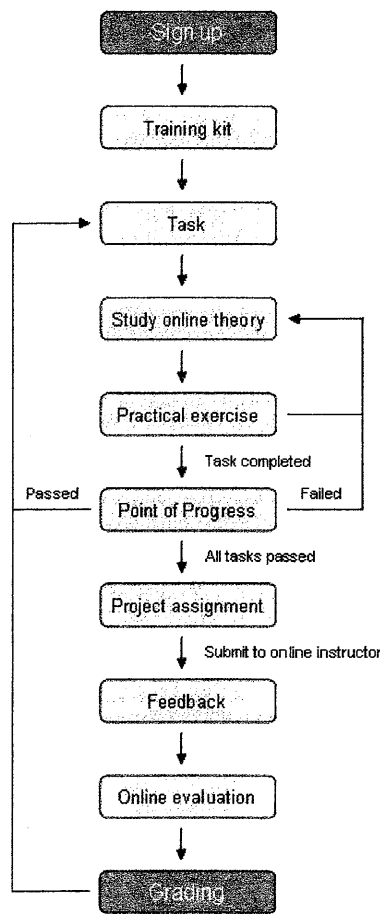 Sign up
Training kit
Task
Study online theory
Practical exercise
Task completed
Passed
Point of Progress
Failed
All tasks passed
Project assignment
Submit to online instructor
Feedback
Online evaluation
Grading